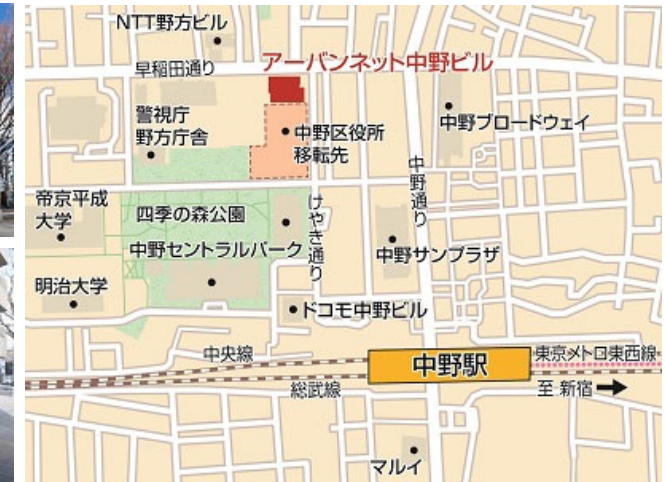 NTT野方ビル
早稲田通り
アーバンネット中野ビル
警視庁
野方庁舎
中野区役所
移転先
中野ブロードウェイ
中野通り
帝京平成
大学
四季の森公園
けやき通り
中野セントラルパーク
中野サンプラザ
明治大学
ドコモ中野ビル
中央線
中野駅
東京メトロ東西線
総武線
至 新宿
マルイ